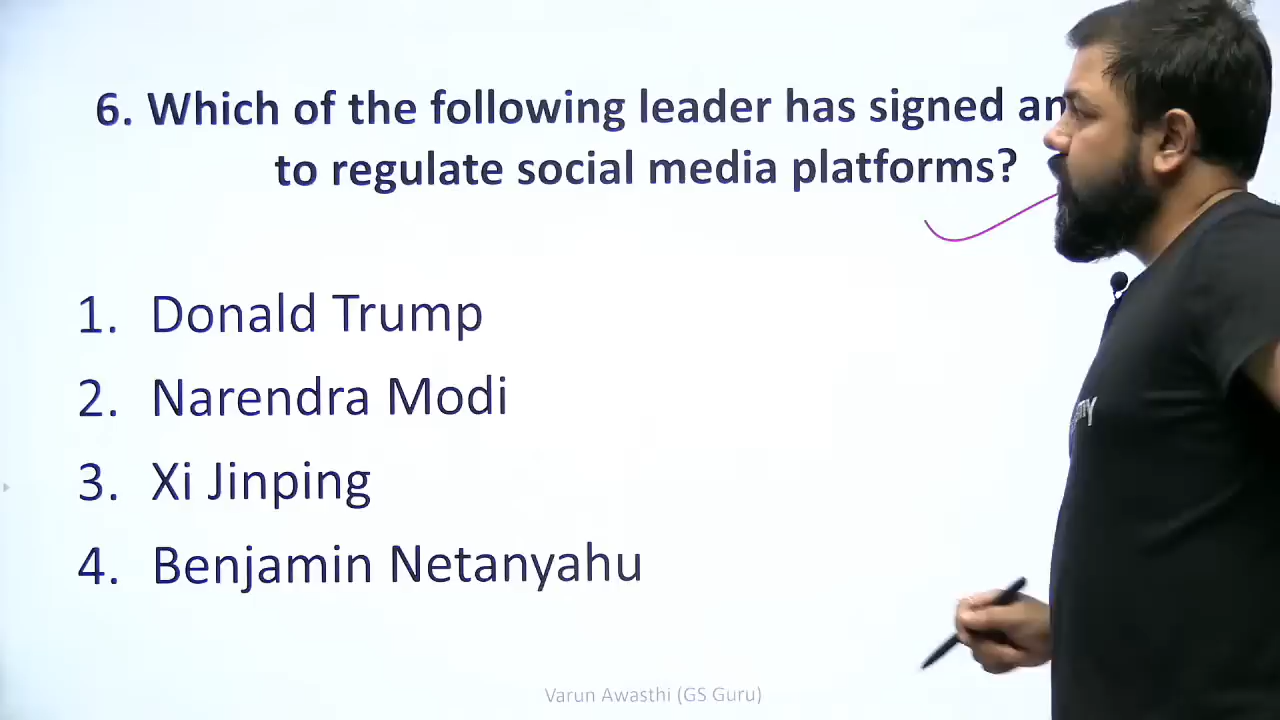 6. Which of the following leader has signed an
to regulate social media platforms?
1. Donald Trump
2. Narendra Modi
3. Xi Jinping
4. Benjamin Netanyahu
Varun Awasthi (GS Guru)